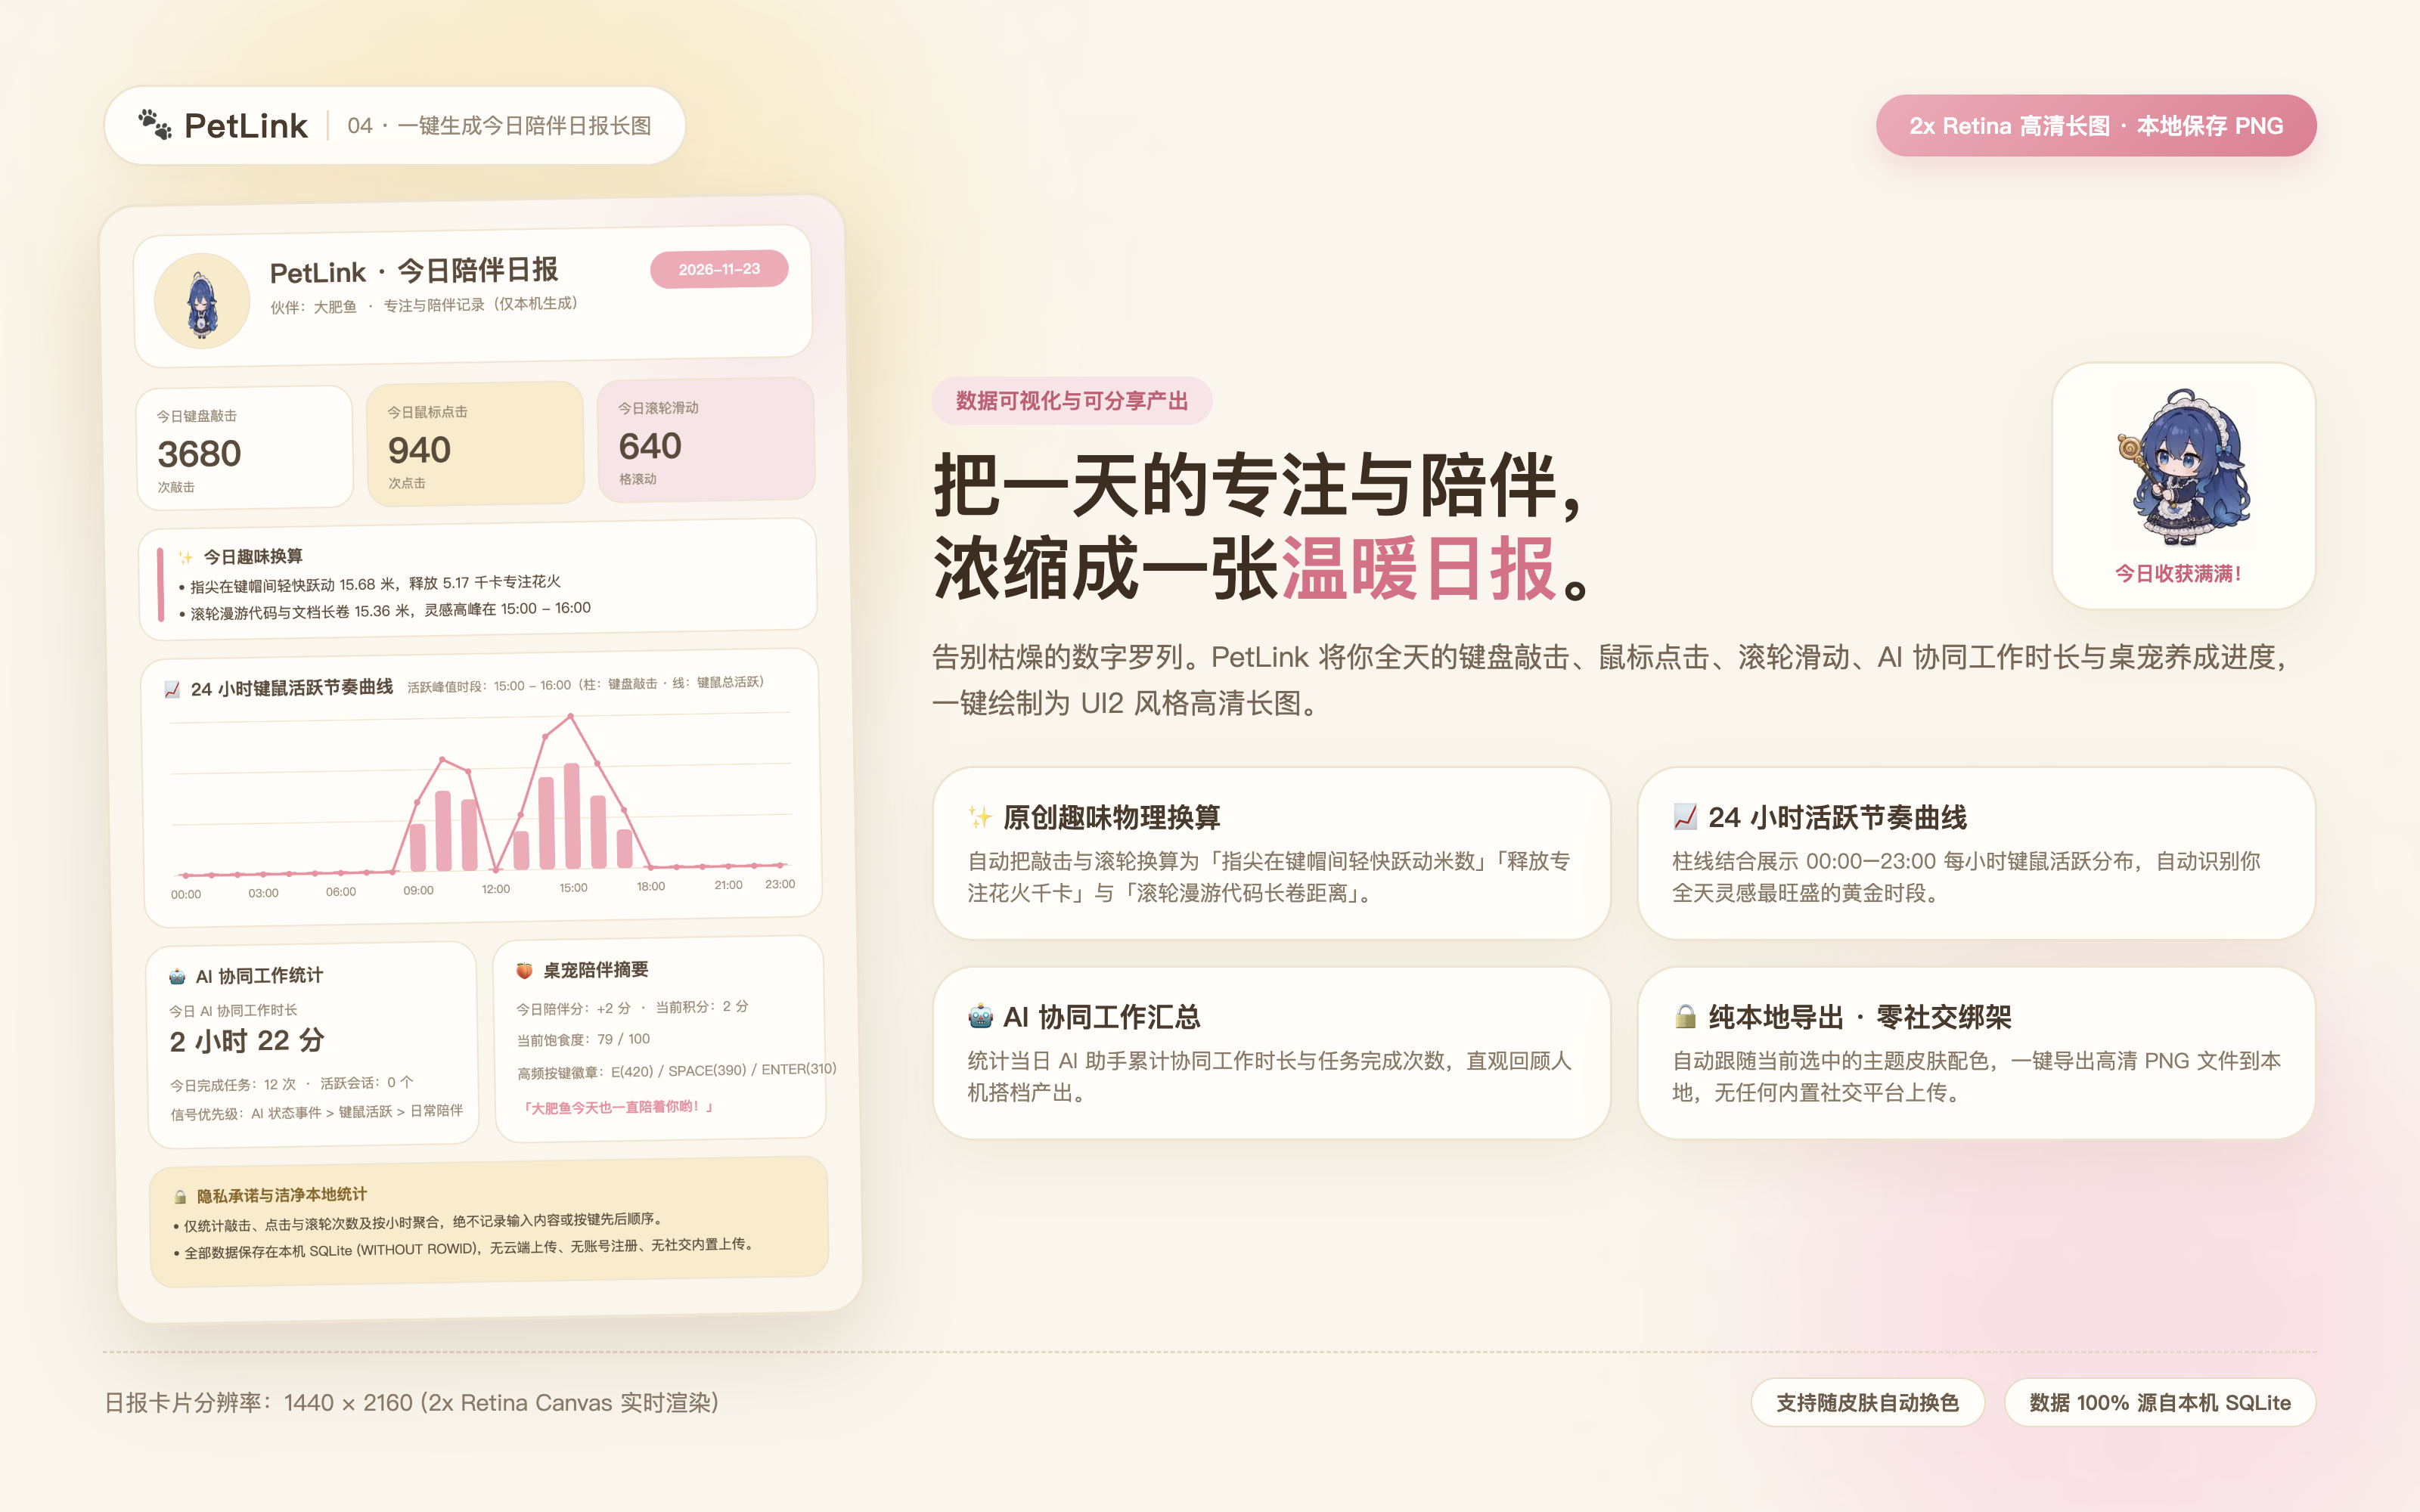 🐾 PetLink | 04 · 一键生成今日陪伴日报长图
2x Retina 高清长图 · 本地保存 PNG
PetLink · 今日陪伴日报
2026-11-23
伙伴：大肥鱼 · 专注与陪伴记录（仅本机生成）
今日键盘敲击
3680
次敲击
今日鼠标点击
940
次点击
今日滚轮滑动
640
格滚动
✨ 今日趣味换算
• 指尖在键帽间轻快跃动 15.68 米，释放 5.17 千卡专注花火
• 滚轮漫游代码与文档长卷 15.36 米，灵感高峰在 15:00 – 16:00
📈 24 小时键鼠活跃节奏曲线 活跃峰值时段：15:00 – 16:00（柱：键盘敲击 · 线：键鼠总活跃）
00:00 03:00 06:00 09:00 12:00 15:00 18:00 21:00 23:00
🤖 AI 协同工作统计
今日 AI 协同工作时长
2 小时 22 分
今日完成任务：12 次 · 活跃会话：0 个
信号优先级：AI 状态事件 > 键鼠活跃 > 日常陪伴
🍑 桌宠陪伴摘要
今日陪伴分：+2 分 · 当前积分：2 分
当前饱食度：79 / 100
高频按键徽章：E(420) / SPACE(390) / ENTER(310)
「大肥鱼今天也一直陪着你哟！」
🔒 隐私承诺与洁净本地统计
• 仅统计敲击、点击与滚轮次数及按小时聚合，绝不记录输入内容或按键先后顺序。
• 全部数据保存在本机 SQLite (WITHOUT ROWID)，无云端上传、无账号注册、无社交内置上传。
数据可视化与可分享产出
把一天的专注与陪伴，
浓缩成一张温暖日报。
今日收获满满！
告别枯燥的数字罗列。PetLink 将你全天的键盘敲击、鼠标点击、滚轮滑动、AI 协同工作时长与桌宠养成进度，
一键绘制为 UI2 风格高清长图。
✨ 原创趣味物理换算
自动把敲击与滚轮换算为「指尖在键帽间轻快跃动米数」「释放专
注花火千卡」与「滚轮漫游代码长卷距离」。
📈 24 小时活跃节奏曲线
柱线结合展示 00:00—23:00 每小时键鼠活跃分布，自动识别你
全天灵感最旺盛的黄金时段。
🤖 AI 协同工作汇总
统计当日 AI 助手累计协同工作时长与任务完成次数，直观回顾人
机搭档产出。
🔒 纯本地导出 · 零社交绑架
自动跟随当前选中的主题皮肤配色，一键导出高清 PNG 文件到本
地，无任何内置社交平台上传。
日报卡片分辨率：1440 × 2160 (2x Retina Canvas 实时渲染)
支持随皮肤自动换色
数据 100% 源自本机 SQLite